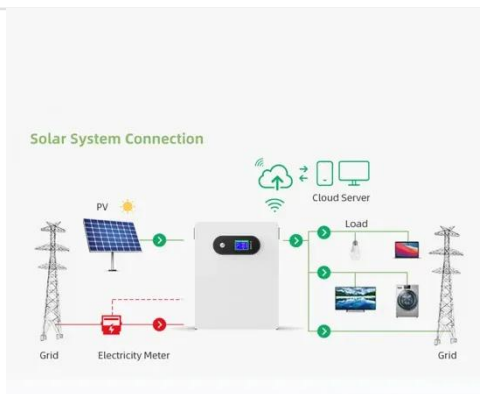 Solar System Connection
Cloud Server
PV
Load
Grid
Electricity Meter
Grid